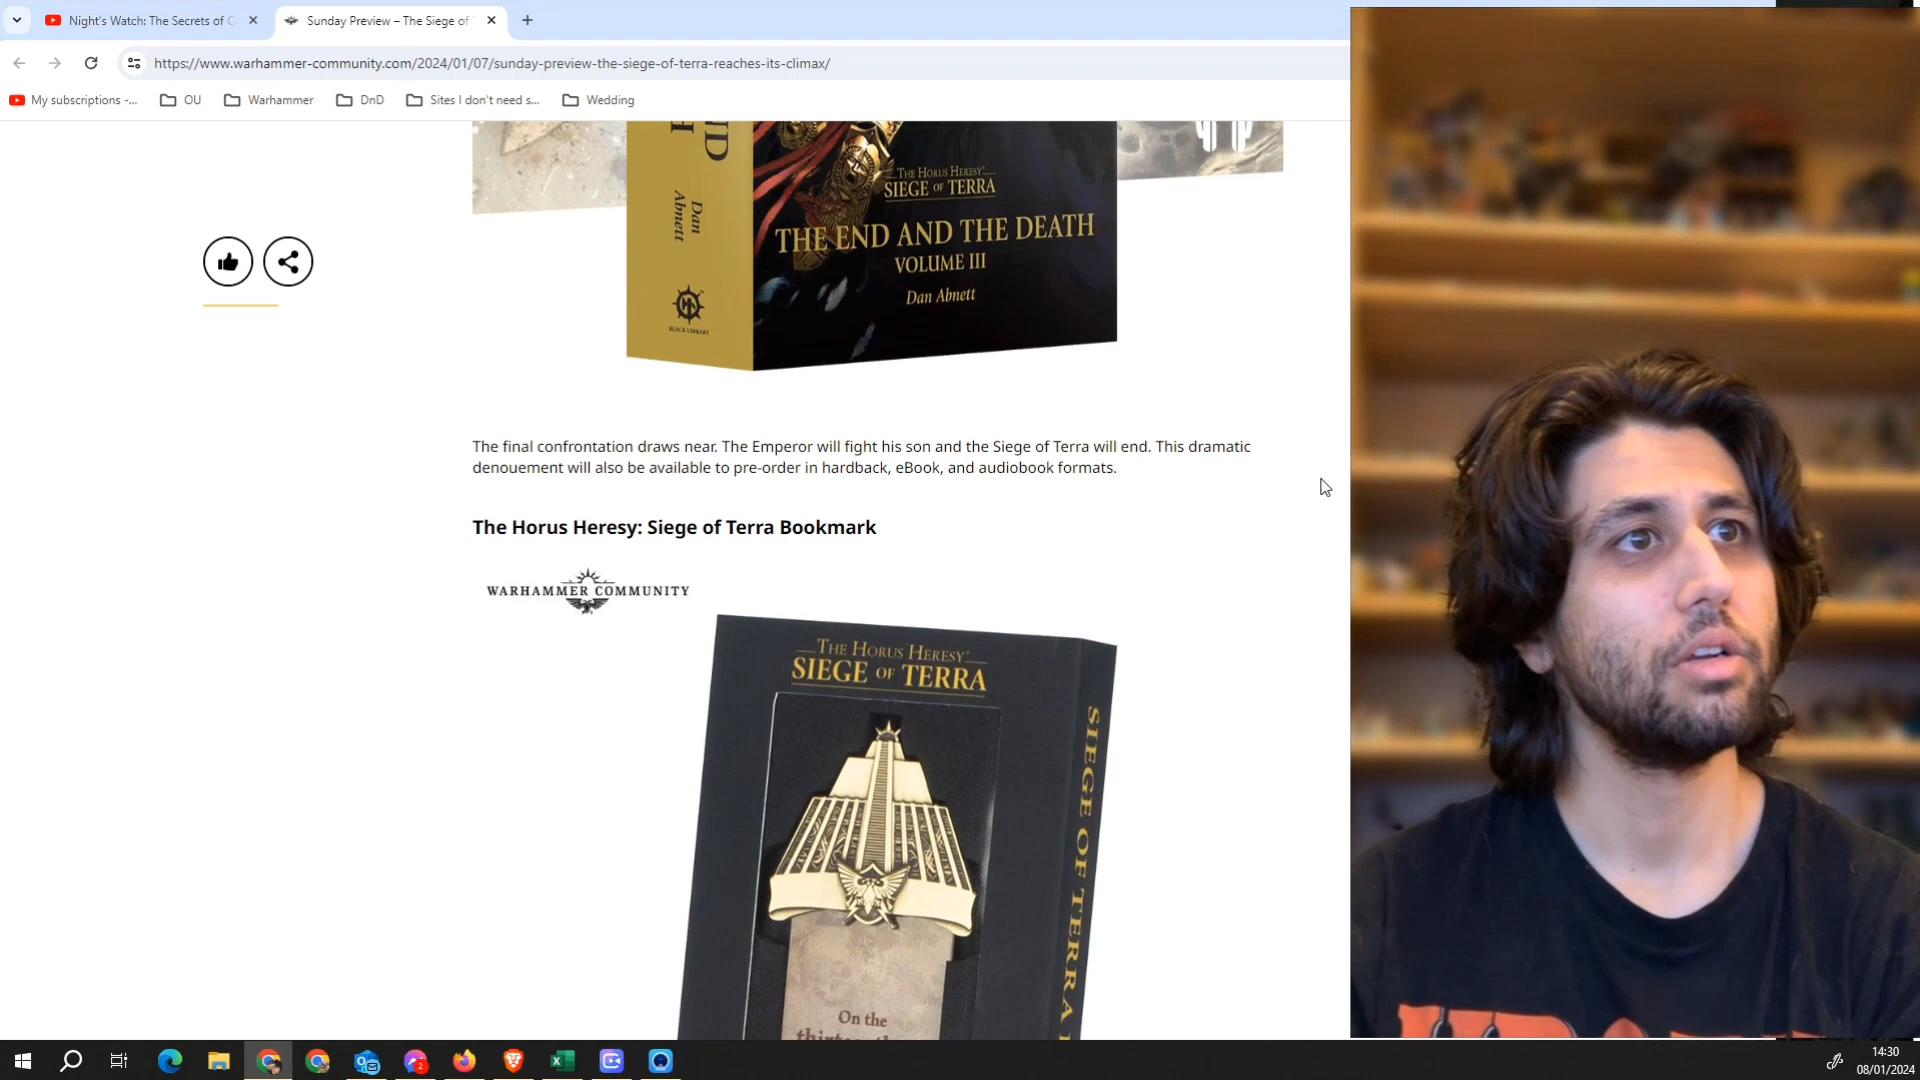 Night's Watch: The Secrets of C
Sunday Preview – The Siege of
https://www.warhammer-community.com/2024/01/07/sunday-preview-the-siege-of-terra-reaches-its-climax/
My subscriptions -...
OU
Warhammer
DnD
Sites I don't need s...
Wedding
Dan
Abnett
BLACK LIBRARY
THE HORUS HERESY
SIEGE OF TERRA
THE END AND THE DEATH
VOLUME III
Dan Abnett
The final confrontation draws near. The Emperor will fight his son and the Siege of Terra will end. This dramatic
denouement will also be available to pre-order in hardback, eBook, and audiobook formats.
The Horus Heresy: Siege of Terra Bookmark
WARHAMMER COMMUNITY
THE HORUS HERESY
SIEGE OF TERRA
SIEGE OF TERRA
On the
2
14:30
08/01/2024